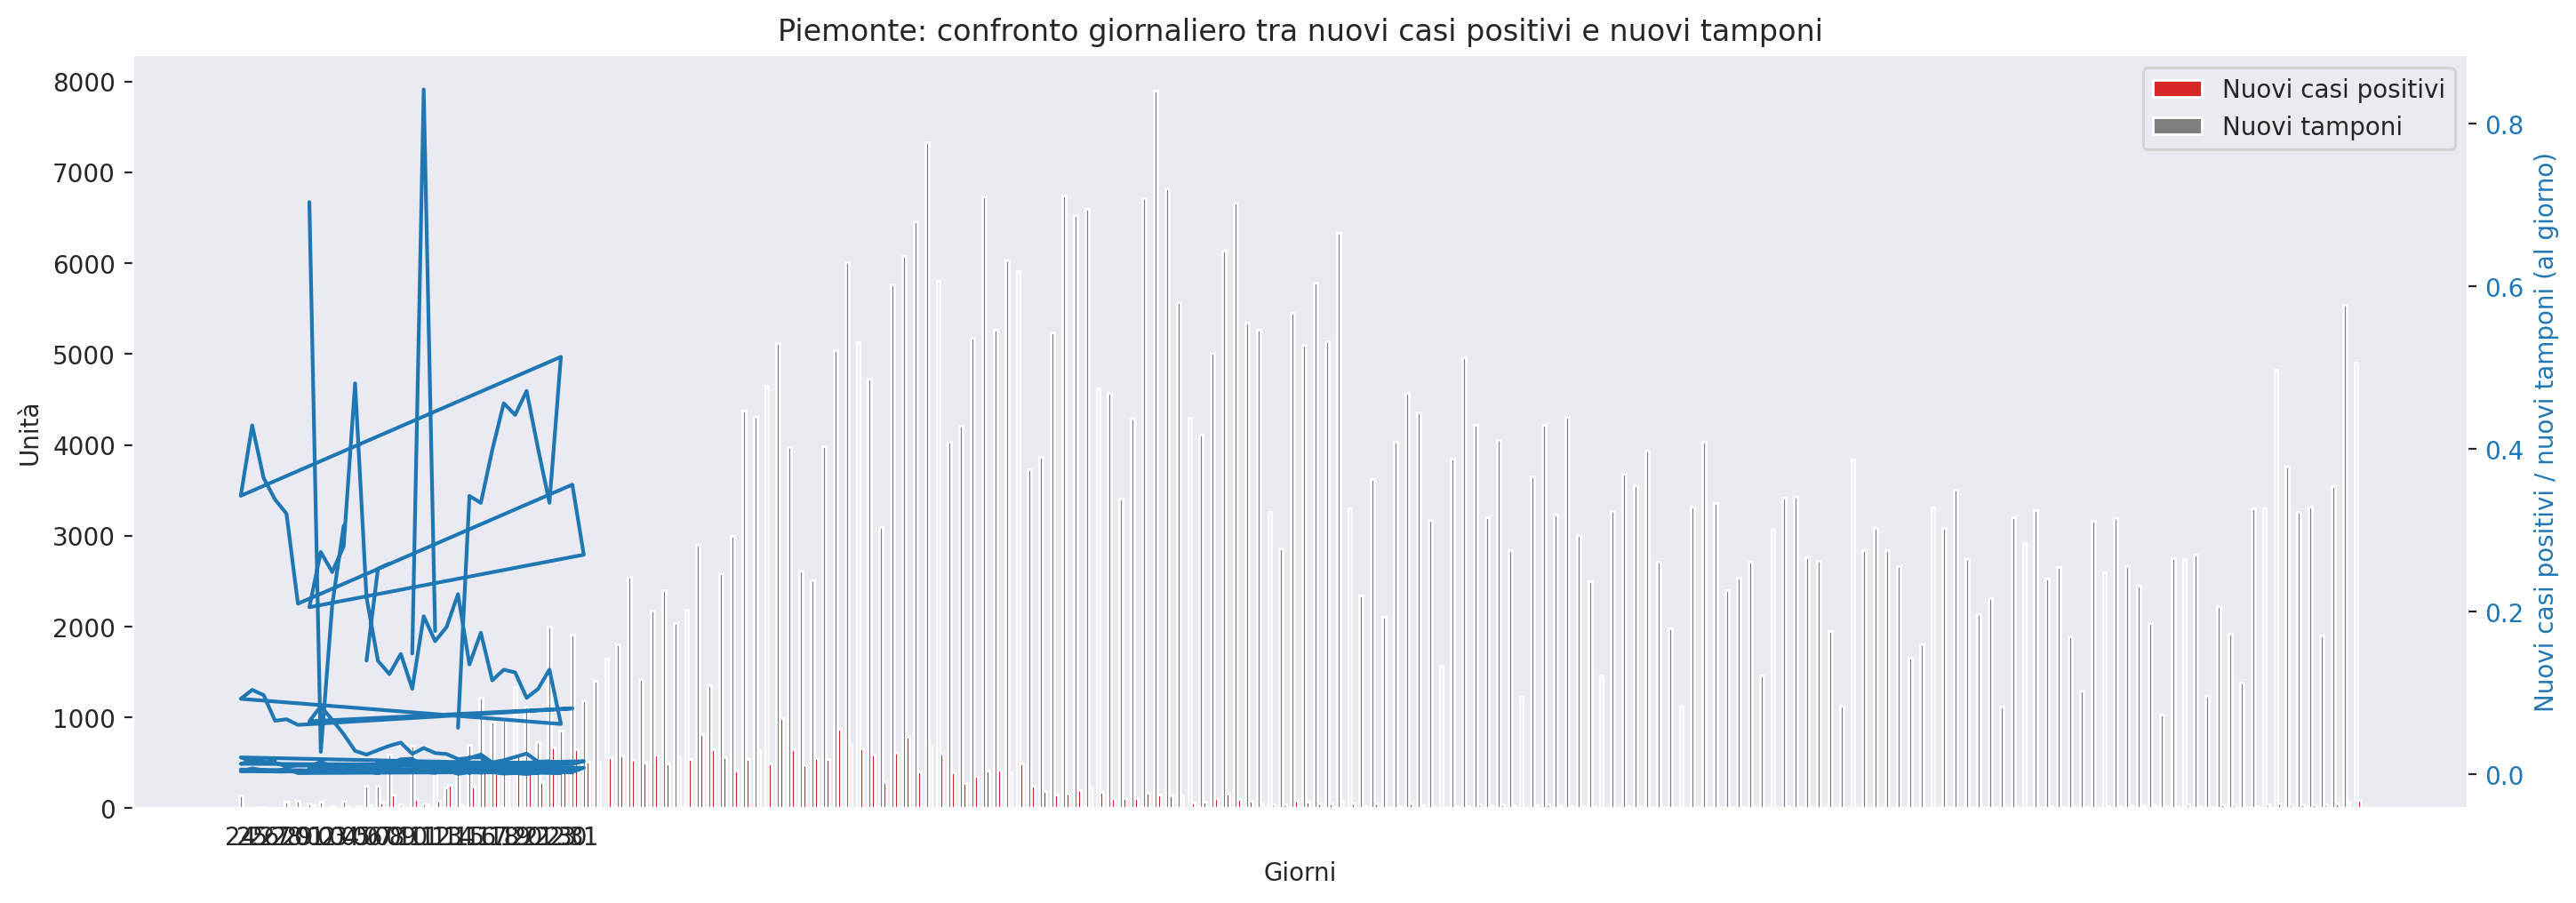 Piemonte: confronto giornaliero tra nuovi casi positivi e nuovi tamponi
Nuovi casi positivi
Nuovi tamponi
8000
7000
6000
5000
4000
3000
2000
1000
0
Unità
0.8
0.6
0.4
0.2
0.0
Nuovi casi positivi / nuovi tamponi (al giorno)
Giorni